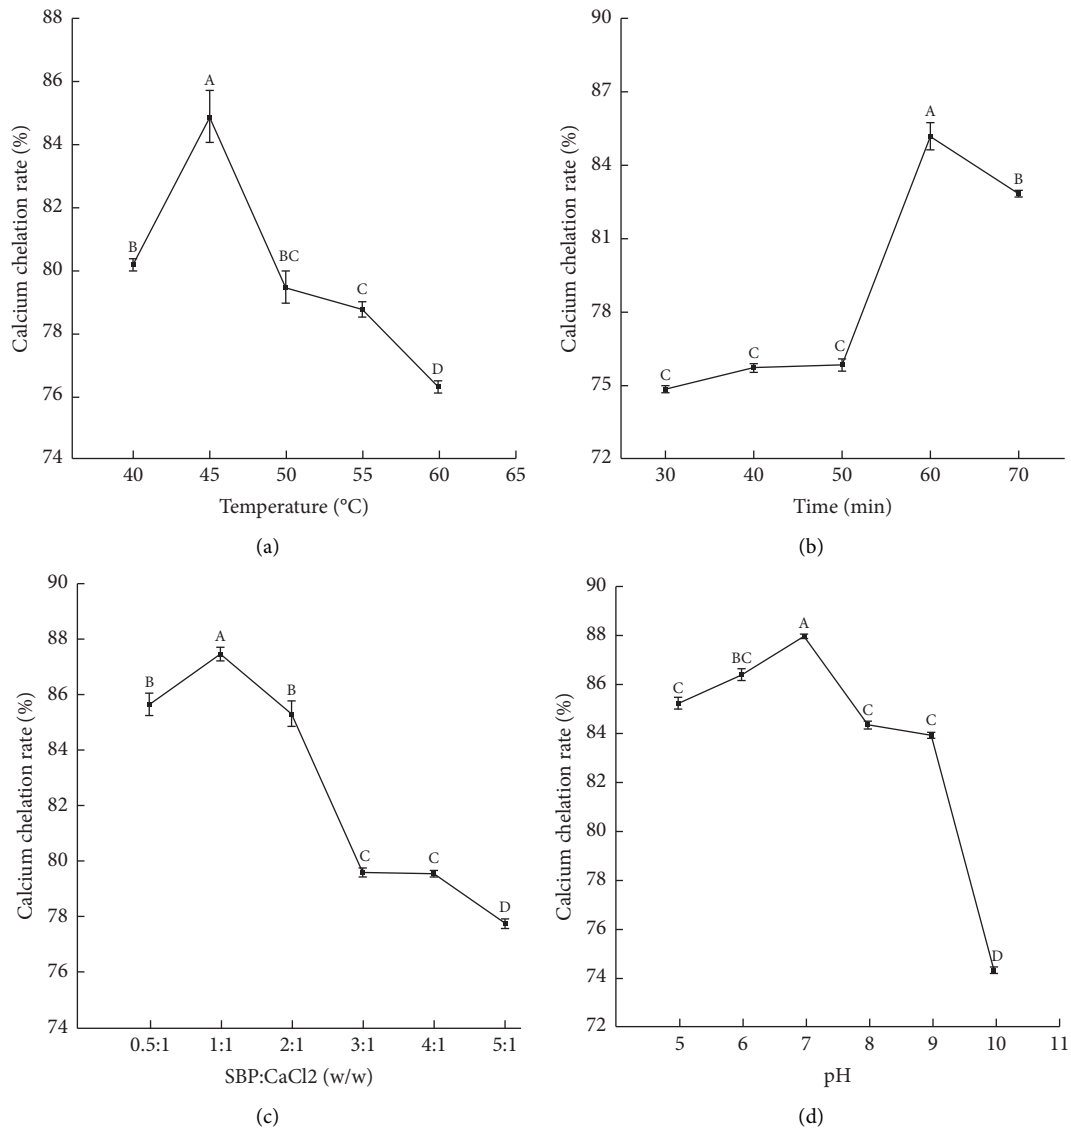 88
86
84
82
80
78
76
74
Calcium chelation rate (%)
B
A
BC
C
D
40 45 50 55 60 65
Temperature (°C)
(a)
90
87
84
81
78
75
72
Calcium chelation rate (%)
C
C
C
A
B
30 40 50 60 70
Time (min)
(b)
90
88
86
84
82
80
78
76
74
Calcium chelation rate (%)
B
A
B
C
C
D
0.5:1 1:1 2:1 3:1 4:1 5:1
SBP:CaCl2 (w/w)
(c)
90
88
86
84
82
80
78
76
74
72
Calcium chelation rate (%)
C
BC
A
C
C
D
5 6 7 8 9 10 11
pH
(d)